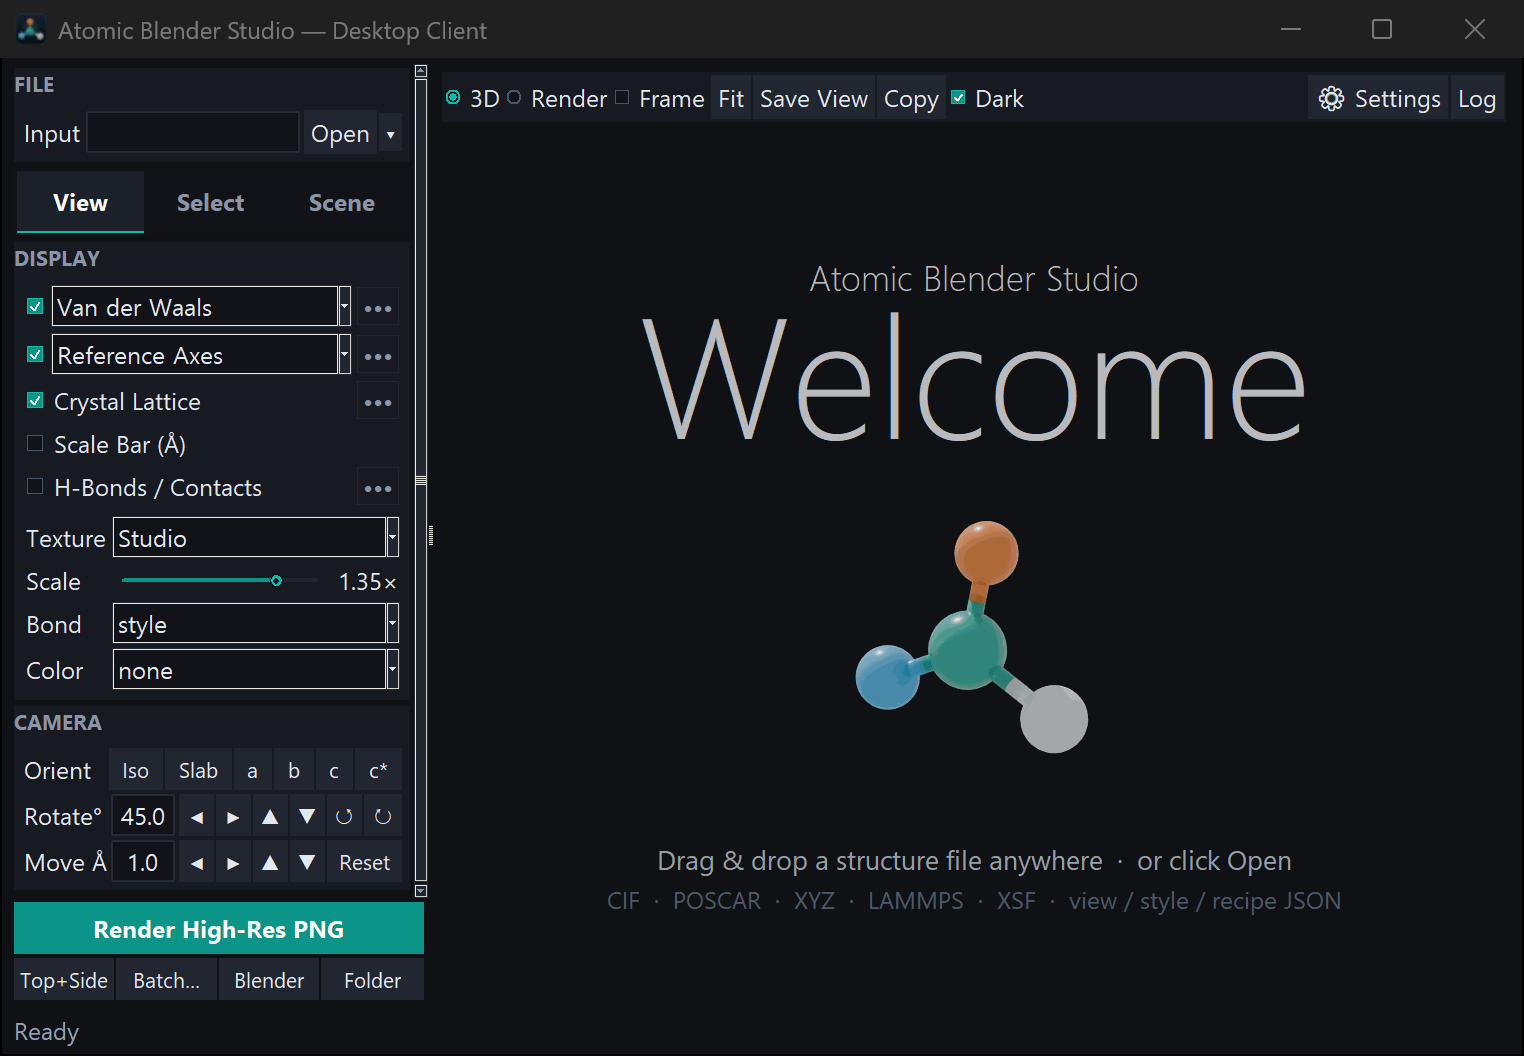 Atomic Blender Studio — Desktop Client
FILE
Input Open
View Select Scene
DISPLAY
Van der Waals
Reference Axes
Crystal Lattice
Scale Bar (Å)
H-Bonds / Contacts
Texture Studio
Scale 1.35×
Bond style
Color none
CAMERA
Orient Iso Slab a b c c*
Rotate° 45.0
Move Å 1.0 Reset
Render High-Res PNG
Top+Side Batch... Blender Folder
Ready
3D Render Frame Fit Save View Copy Dark Settings Log
Atomic Blender Studio
Welcome
Drag & drop a structure file anywhere · or click Open
CIF · POSCAR · XYZ · LAMMPS · XSF · view / style / recipe JSON